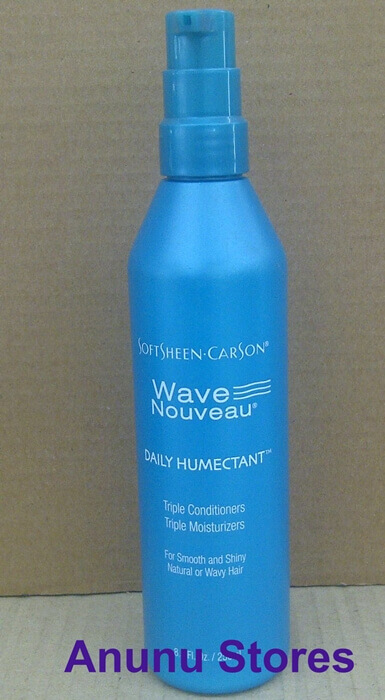 SOFTSHEEN·CARSON®
Wave
Nouveau®
DAILY HUMECTANT™
Triple Conditioners
Triple Moisturizers
For Smooth and Shiny
Natural or Wavy Hair
Anunu Stores